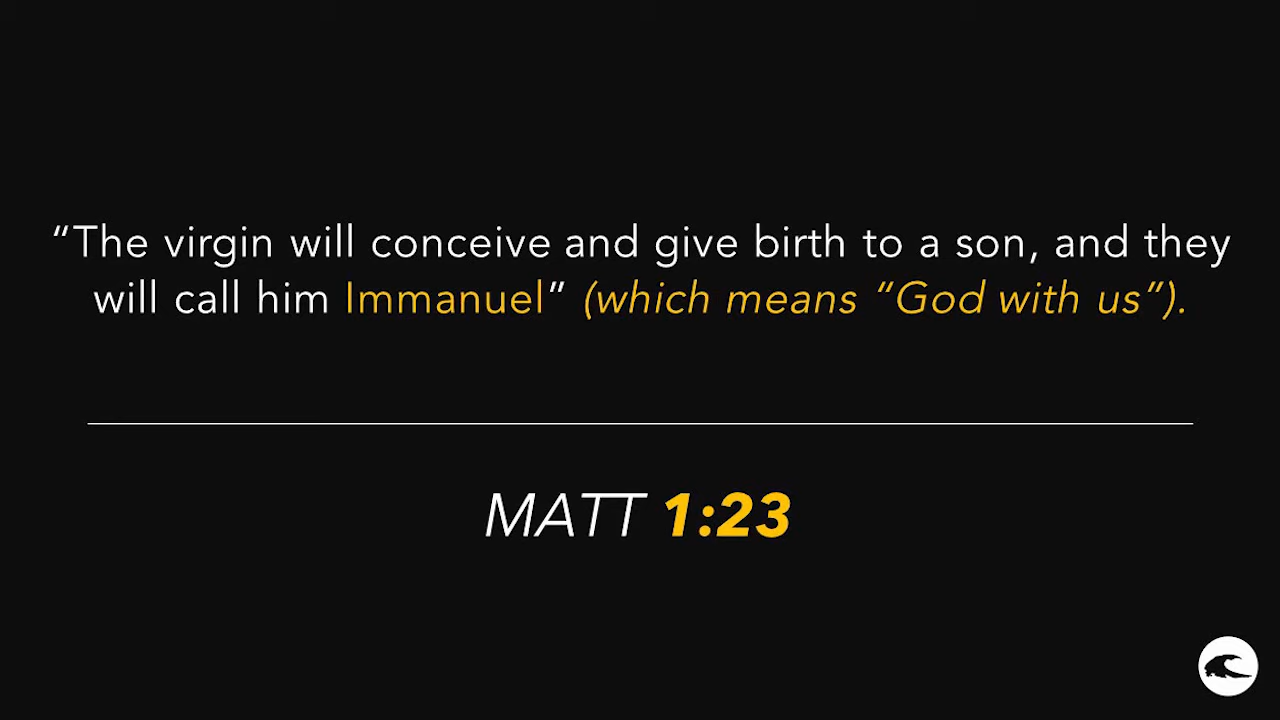 “The virgin will conceive and give birth to a son, and they
will call him Immanuel” (which means “God with us”).
MATT 1:23